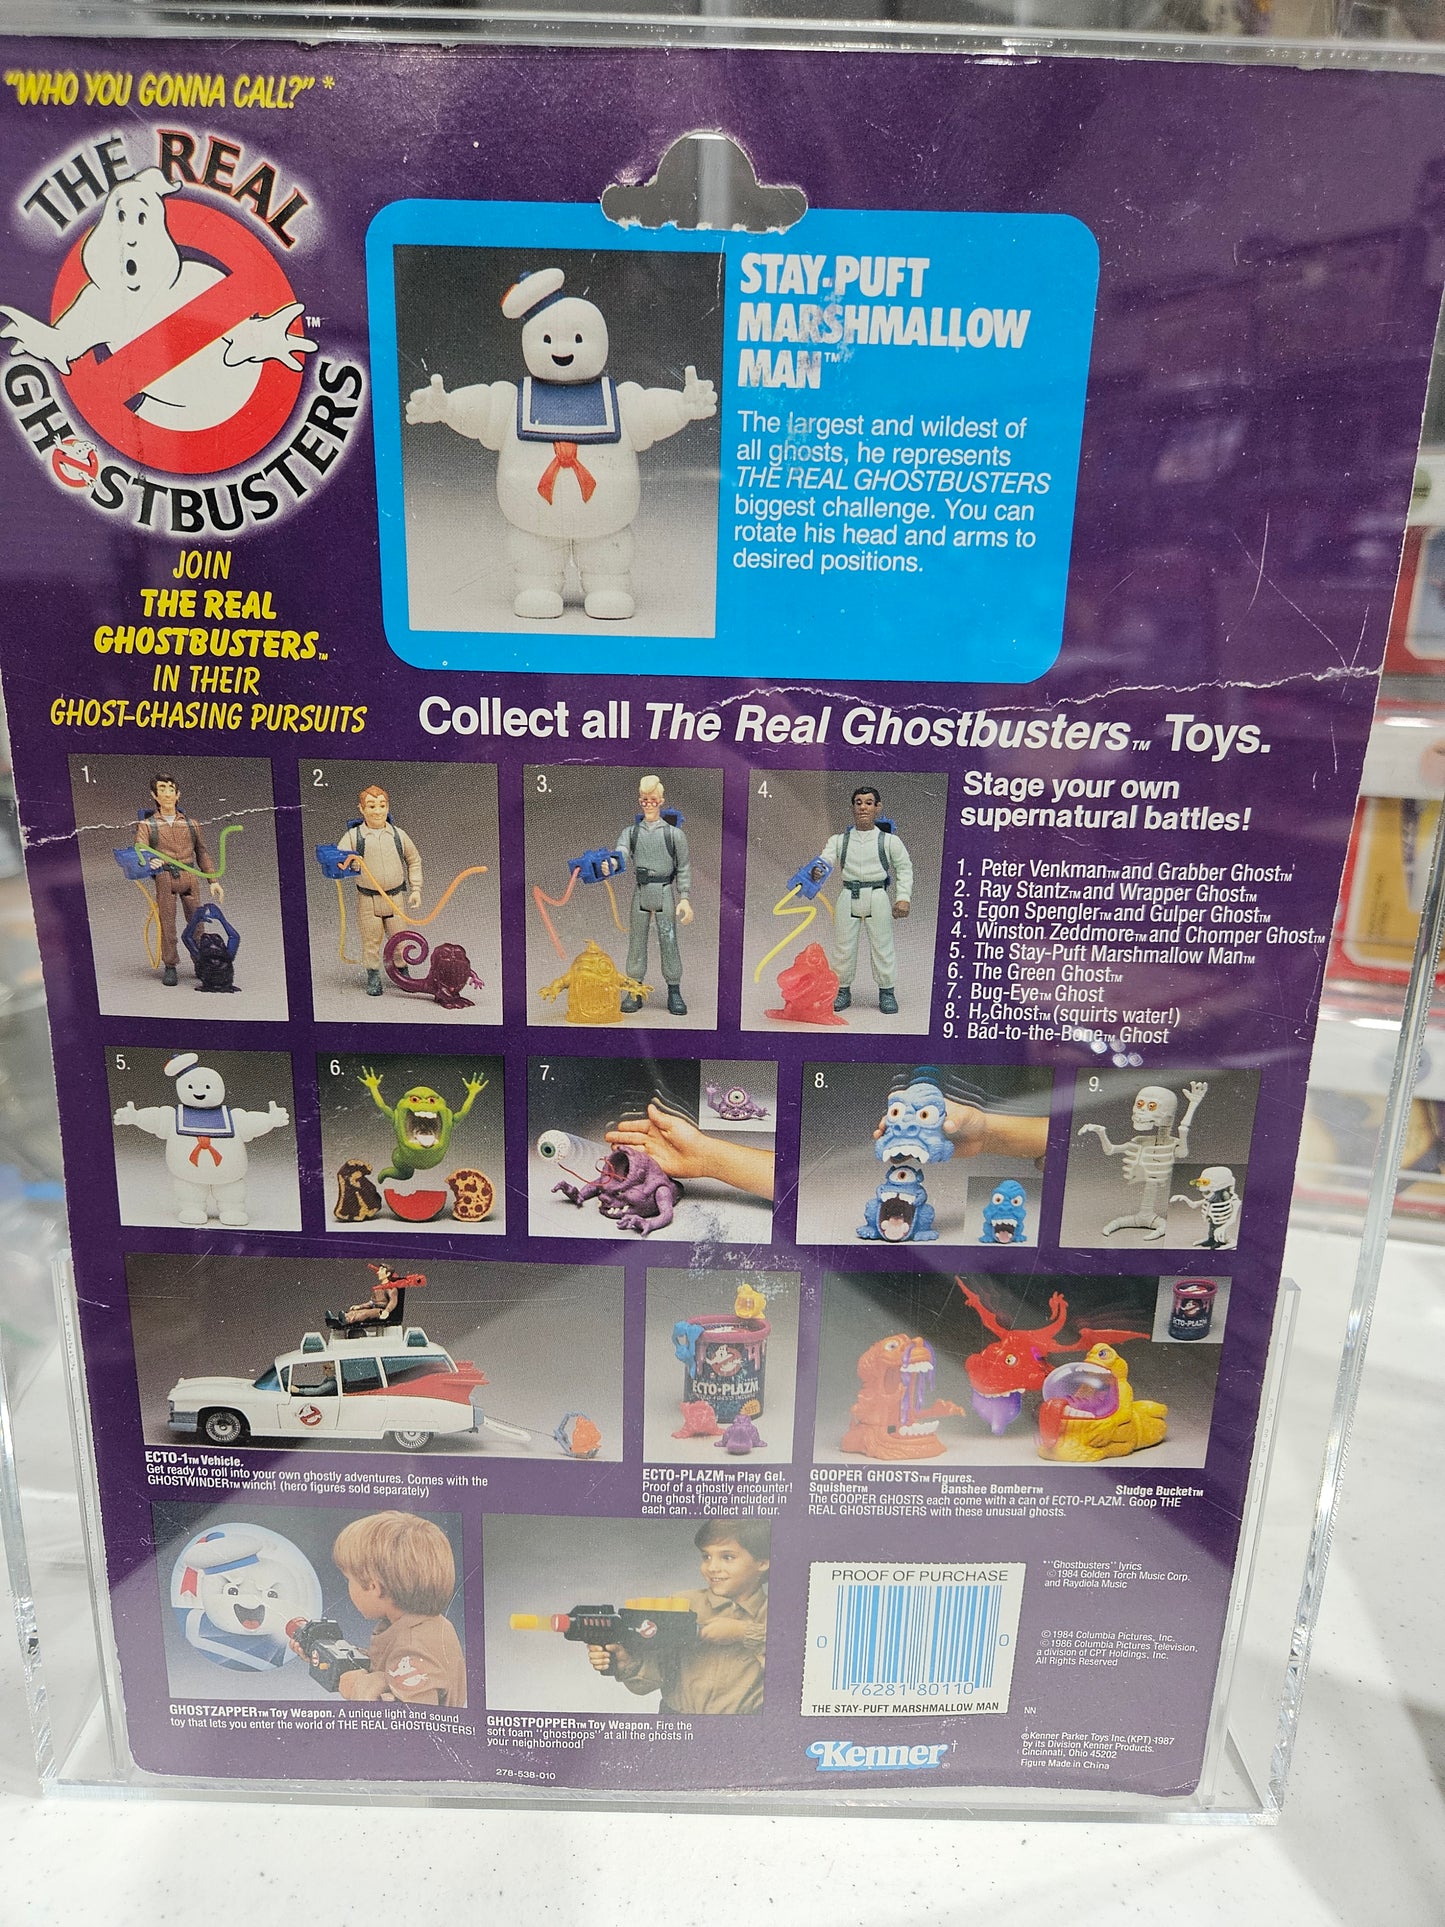 "WHO YOU GONNA CALL?" *
THE REAL
GHOSTBUSTERS
TM
JOIN
THE REAL
GHOSTBUSTERS TM
IN THEIR
GHOST-CHASING PURSUITS
STAY-PUFT
MARSHMALLOW
MAN™
The largest and wildest of
all ghosts, he represents
THE REAL GHOSTBUSTERS
biggest challenge. You can
rotate his head and arms to
desired positions.
Collect all The Real Ghostbusters TM Toys.
1.
2.
3.
4.
Stage your own
supernatural battles!
1. Peter Venkman TM and Grabber Ghost TM
2. Ray Stantz TM and Wrapper Ghost TM
3. Egon Spengler TM and Gulper Ghost TM
4. Winston Zeddmore TM and Chomper Ghost TM
5. The Stay-Puft Marshmallow Man TM
6. The Green Ghost TM
7. Bug-Eye TM Ghost
8. H₂Ghost TM (squirts water!)
9. Bad-to-the-Bone TM Ghost
5.
6.
7.
8.
9.
ECTO-PLAZM
ECTO-PLAZM
ECTO-1 TM Vehicle.
Get ready to roll into your own ghostly adventures. Comes with the
GHOSTWINDER TM winch! (hero figures sold separately)
ECTO-PLAZM TM Play Gel.
Proof of a ghostly encounter!
One ghost figure included in
each can...Collect all four.
GOOPER GHOSTS TM Figures.
Squisher TM Banshee Bomber TM Sludge Bucket TM
The GOOPER GHOSTS each come with a can of ECTO-PLAZM. Goop THE
REAL GHOSTBUSTERS with these unusual ghosts.
GHOSTZAPPER TM Toy Weapon. A unique light and sound
toy that lets you enter the world of THE REAL GHOSTBUSTERS!
GHOSTPOPPER TM Toy Weapon. Fire the
soft foam "ghostpops" at all the ghosts in
your neighborhood!
278-538-010
PROOF OF PURCHASE
0 76281 80110 0
THE STAY-PUFT MARSHMALLOW MAN
Kenner†®
*"Ghostbusters" lyrics
©1984 Golden Torch Music Corp.
and Raydiola Music
©1984 Columbia Pictures, Inc.
©1986 Columbia Pictures Television,
a division of CPT Holdings, Inc.
All Rights Reserved
NN
Kenner Parker Toys Inc. (KPT) 1987
by its Division Kenner Products.
Cincinnati, Ohio 45202
Figure Made in China